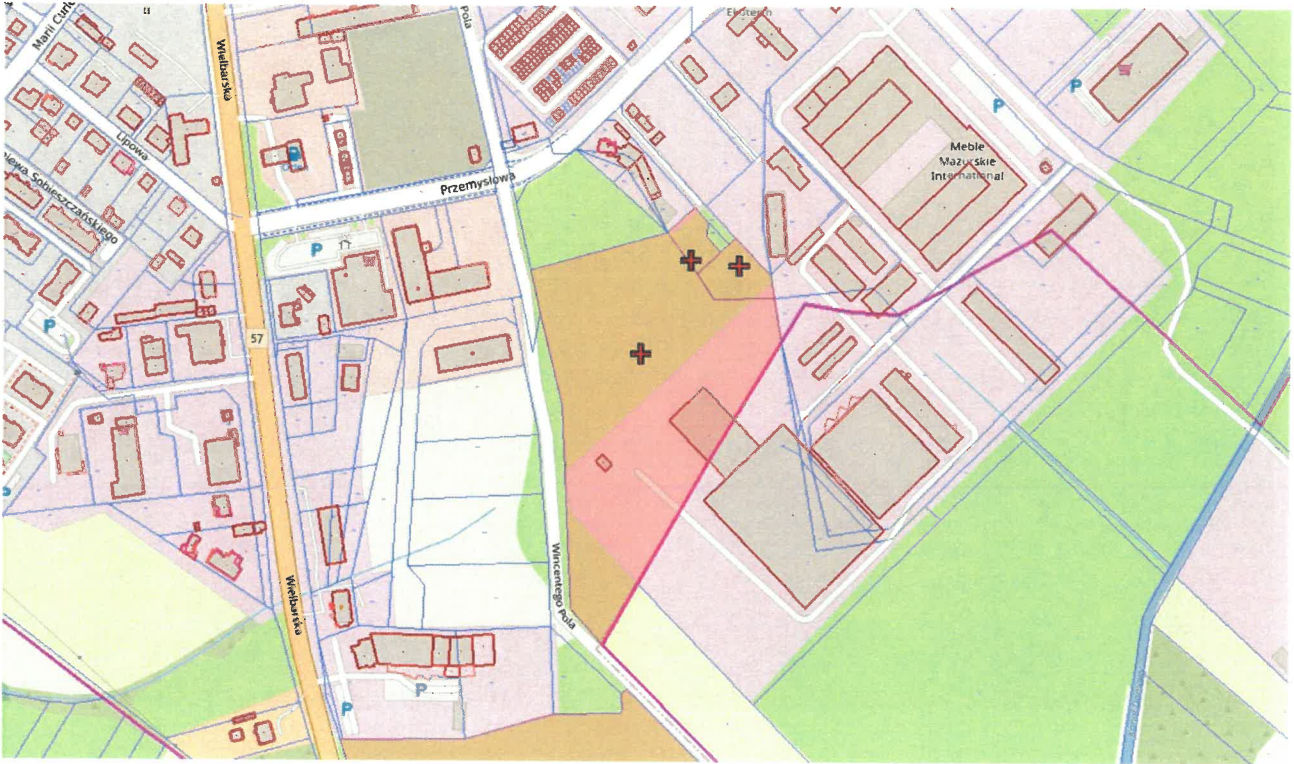 Marii Curie
Wielbarska
Pola
Lipowa
Przemysłowa
Sobieszczańskiego
Meble
Mazurskie
International
P
P
P
P
P
P
57
Wielbarska
Wincentego Pola